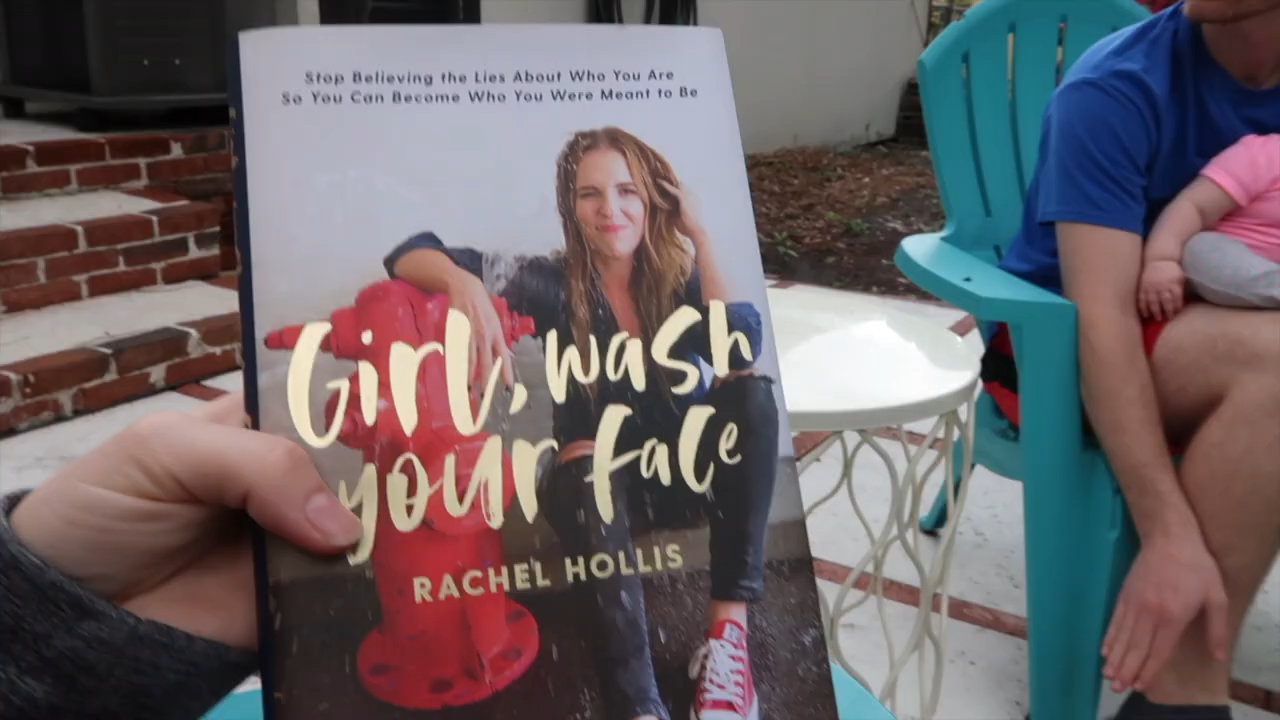 Stop Believing the Lies About Who You Are
So You Can Become Who You Were Meant to Be
Girl, wash
your face
RACHEL HOLLIS